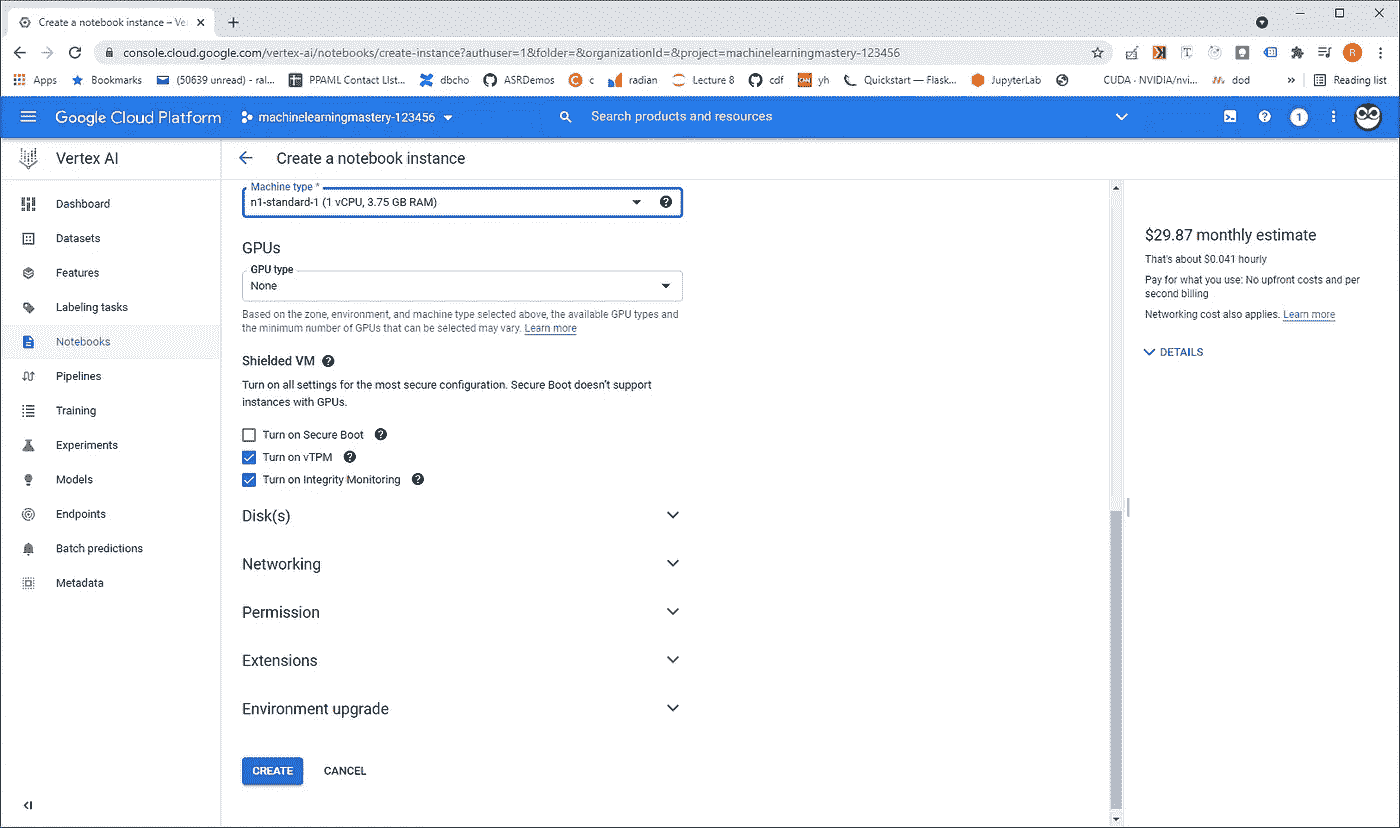 Create a notebook instance – Ve
console.cloud.google.com/vertex-ai/notebooks/create-instance?authuser=1&folder=&organizationId=&project=machinelearningmastery-123456
R
Apps
Bookmarks
(50639 unread) - ral...
PPAML Contact List...
dbcho
ASRDemos
c
radian
Lecture 8
cdf
yh
Quickstart — Flask...
JupyterLab
CUDA - NVIDIA/nvi...
dod
»
Reading list
Google Cloud Platform
machinelearningmastery-123456
Search products and resources
1
Vertex AI
Create a notebook instance
Dashboard
Datasets
Features
Labeling tasks
Notebooks
Pipelines
Training
Experiments
Models
Endpoints
Batch predictions
Metadata
Machine type *
n1-standard-1 (1 vCPU, 3.75 GB RAM)
GPUs
GPU type
None
Based on the zone, environment, and machine type selected above, the available GPU types and
the minimum number of GPUs that can be selected may vary. Learn more
Shielded VM
Turn on all settings for the most secure configuration. Secure Boot doesn't support
instances with GPUs.
Turn on Secure Boot
Turn on vTPM
Turn on Integrity Monitoring
Disk(s)
Networking
Permission
Extensions
Environment upgrade
CREATE
CANCEL
$29.87 monthly estimate
That's about $0.041 hourly
Pay for what you use: No upfront costs and per
second billing
Networking cost also applies. Learn more
DETAILS